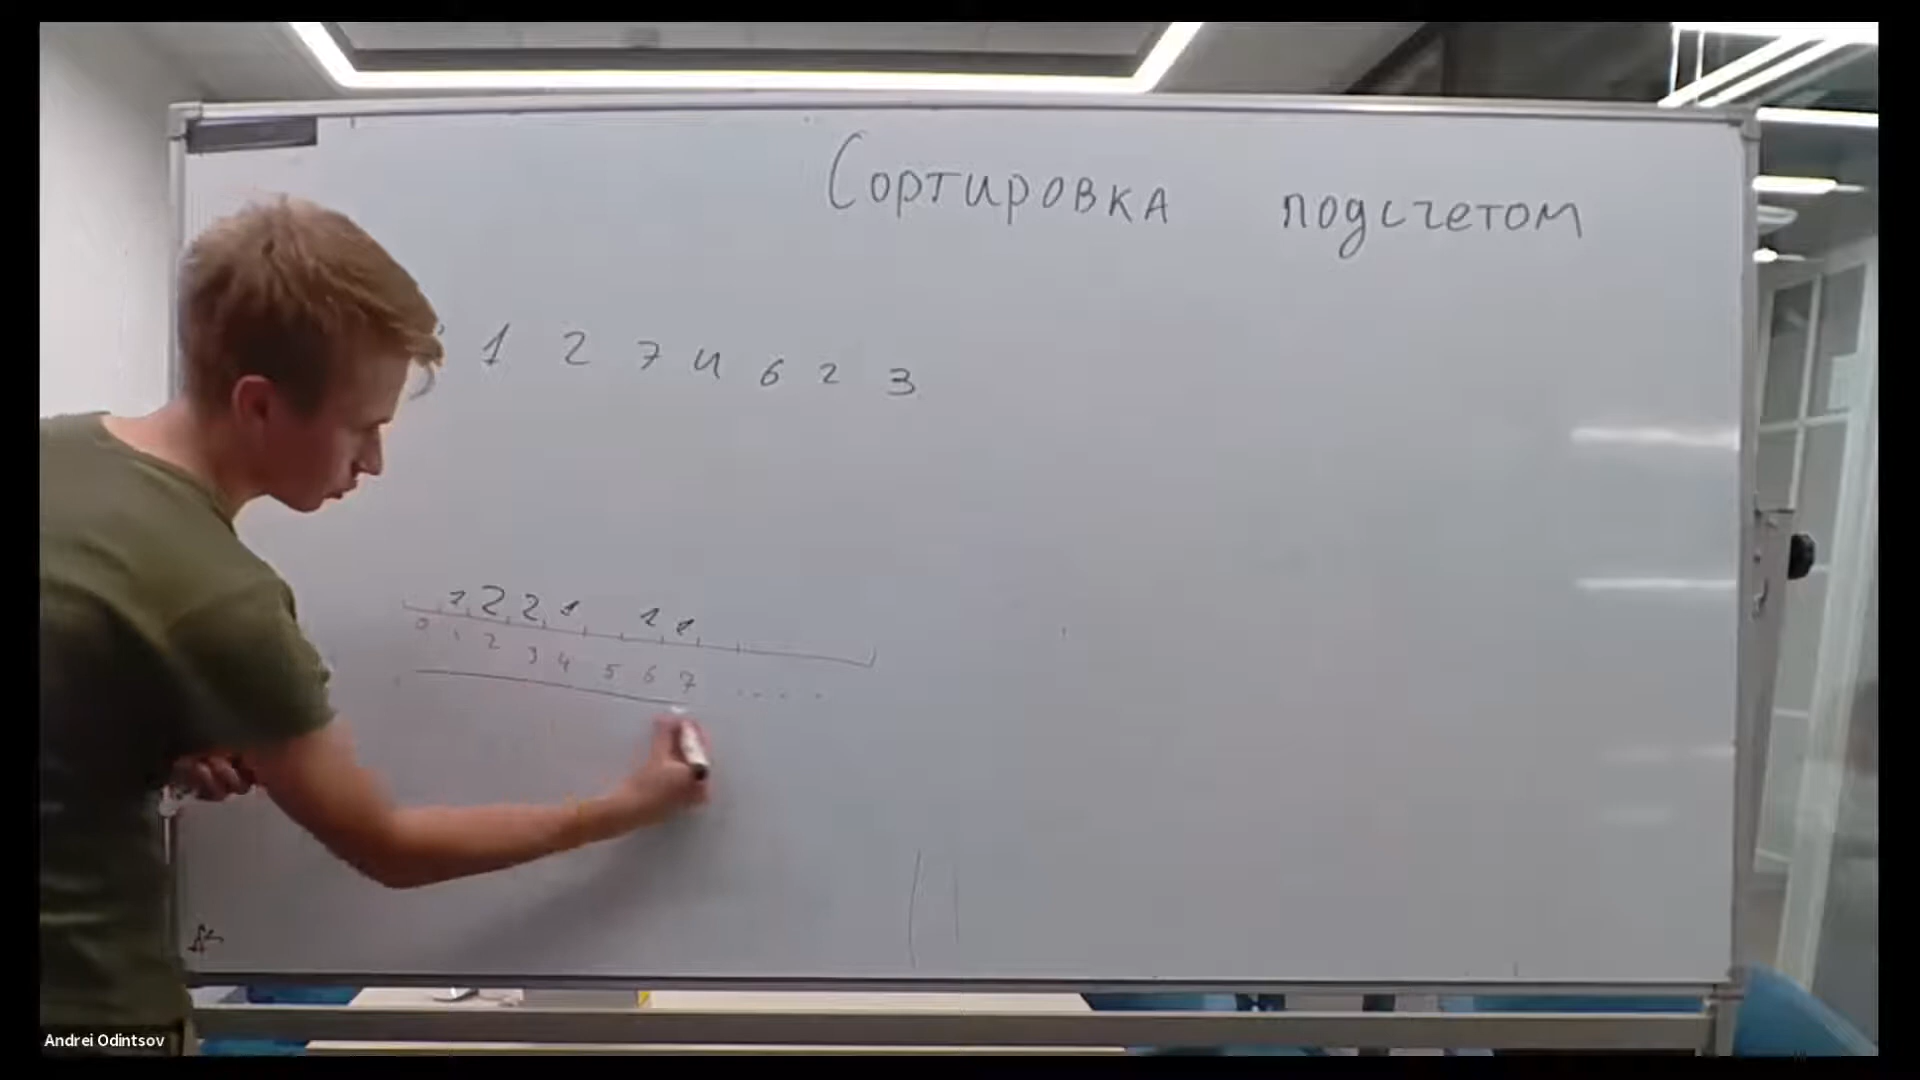 Сортировка подсчетом
1 2 7 4 6 2 3
1 2 2 1 1 1
0 1 2 3 4 5 6 7 ....
Andrei Odintsov